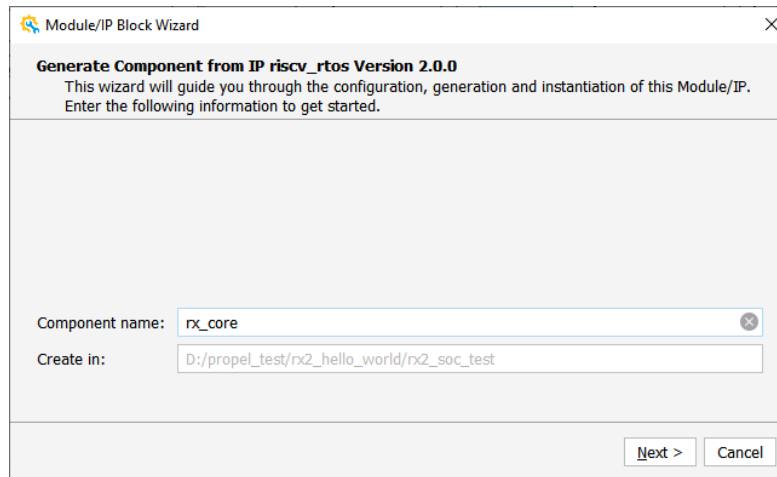 Module/IP Block Wizard
Generate Component from IP riscv_rtos Version 2.0.0
This wizard will guide you through the configuration, generation and instantiation of this Module/IP.
Enter the following information to get started.
Component name: rx_core
Create in: D:/propel_test/rx2_hello_world/rx2_soc_test
Next > Cancel